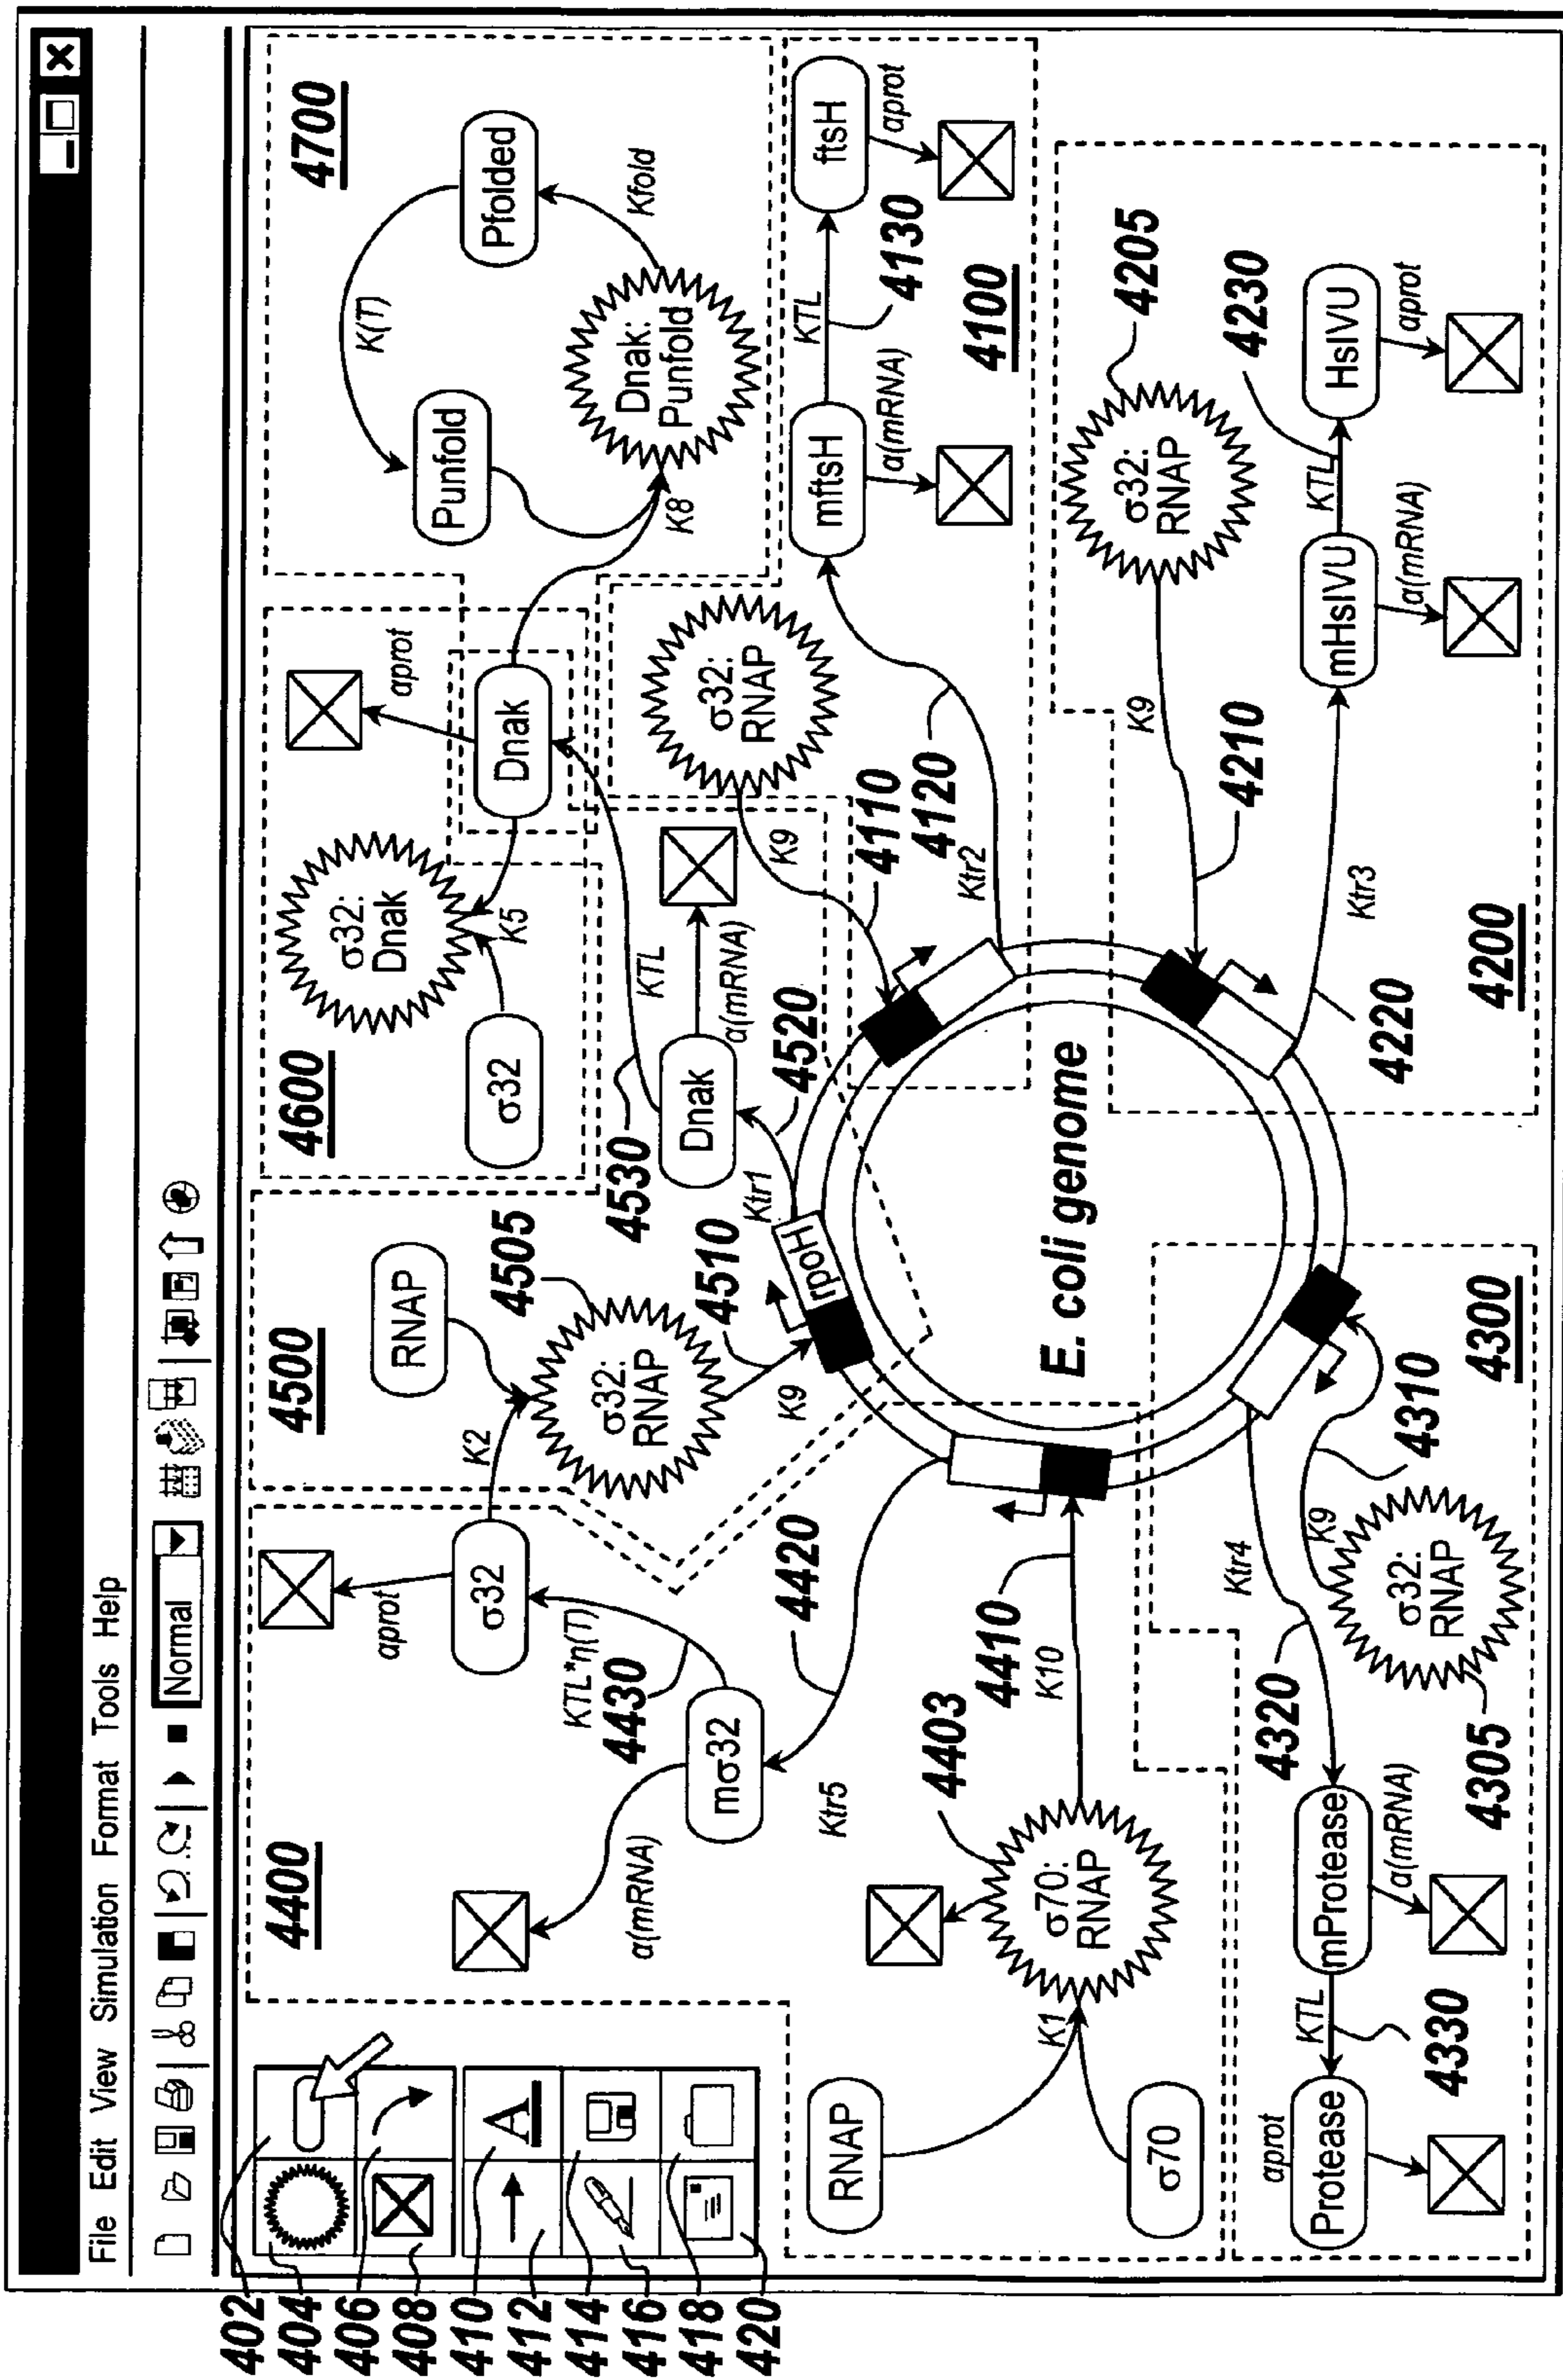 File Edit View Simulation Format Tools Help
Normal
402
404
406
408
410
412
414
416
418
420
A
4400
aprot
σ32
KTL*η(T)
4430
mσ32
α(mRNA)
Ktr5
4420
RNAP
σ70
K1
σ70:
RNAP
4403
4410
K10
4500
RNAP
K2
σ32:
RNAP
4505
4510
K9
rpoH
Ktr1
4520
Dnak
α(mRNA)
KTL
4530
4600
σ32
K5
σ32:
Dnak
Dnak
aprot
4700
Punfold
K(T)
Pfolded
Kfold
Dnak:
Punfold
K8
σ32:
RNAP
K9
4110
4120
Ktr2
mftsH
α(mRNA)
KTL
4130
ftsH
aprot
4100
E. coli genome
σ32:
RNAP
4205
K9
4210
Ktr3
4220
mHslVU
α(mRNA)
KTL
4230
HslVU
aprot
4200
4300
σ32:
RNAP
4305
K9
4310
Ktr4
4320
mProtease
α(mRNA)
KTL
4330
Protease
aprot